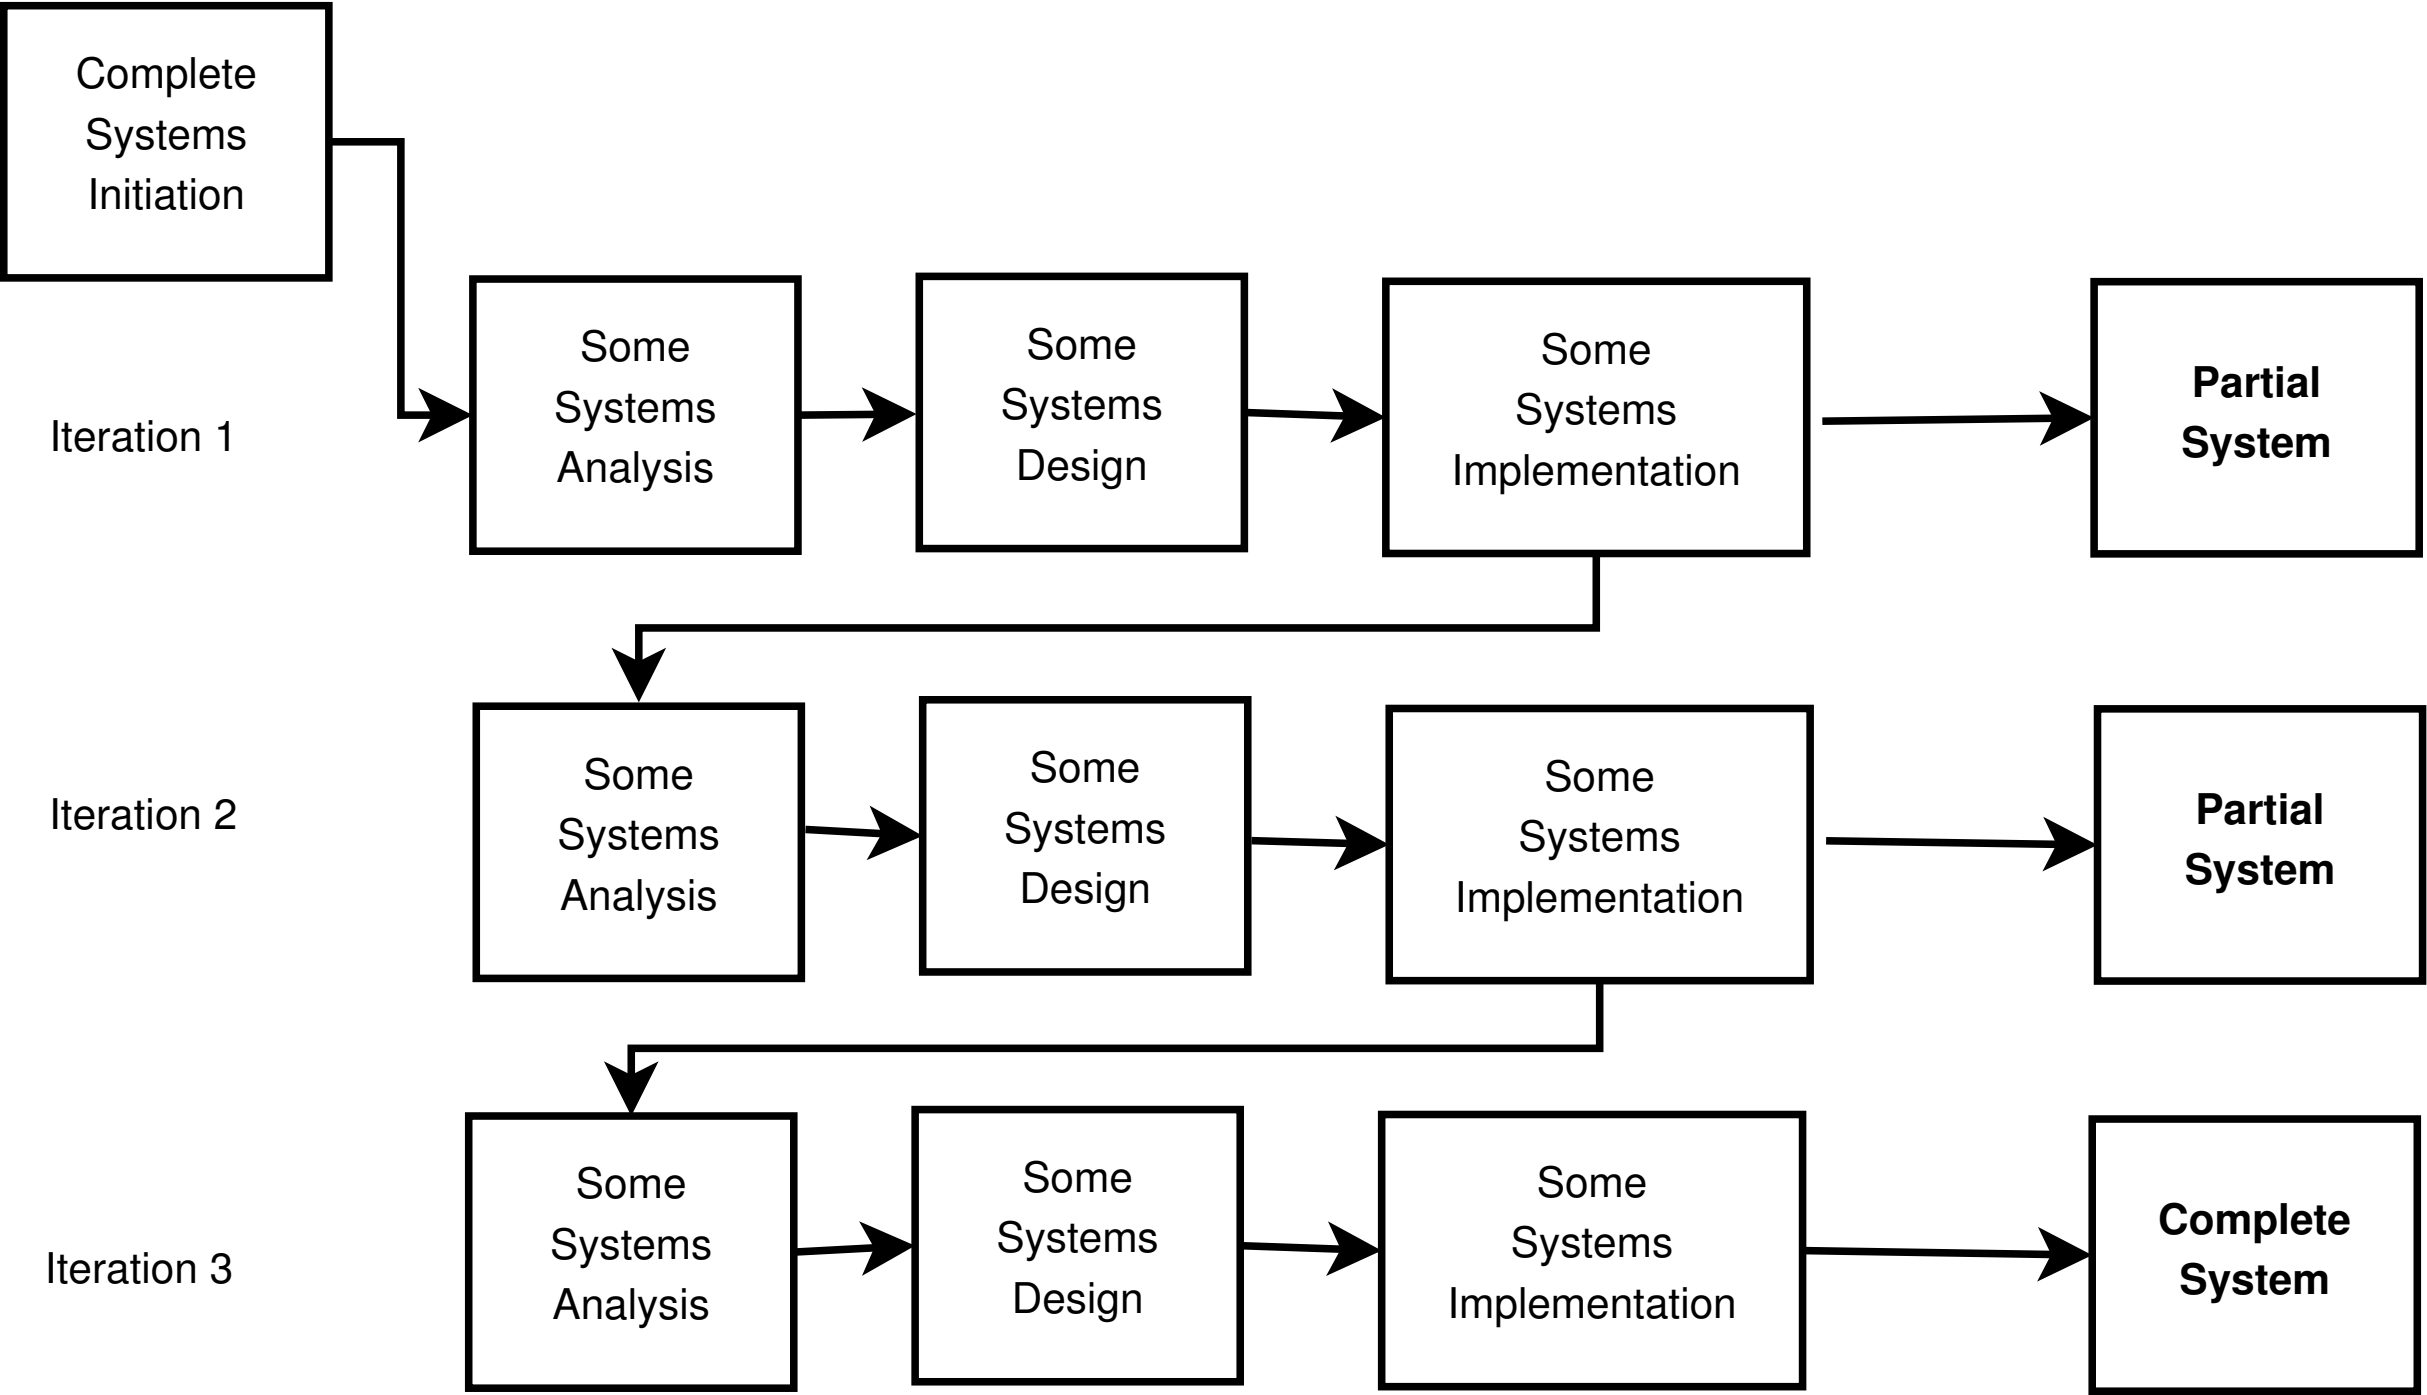 Complete
Systems
Initiation
Iteration 1
Some
Systems
Analysis
Some
Systems
Design
Some
Systems
Implementation
Partial
System
Iteration 2
Some
Systems
Analysis
Some
Systems
Design
Some
Systems
Implementation
Partial
System
Iteration 3
Some
Systems
Analysis
Some
Systems
Design
Some
Systems
Implementation
Complete
System